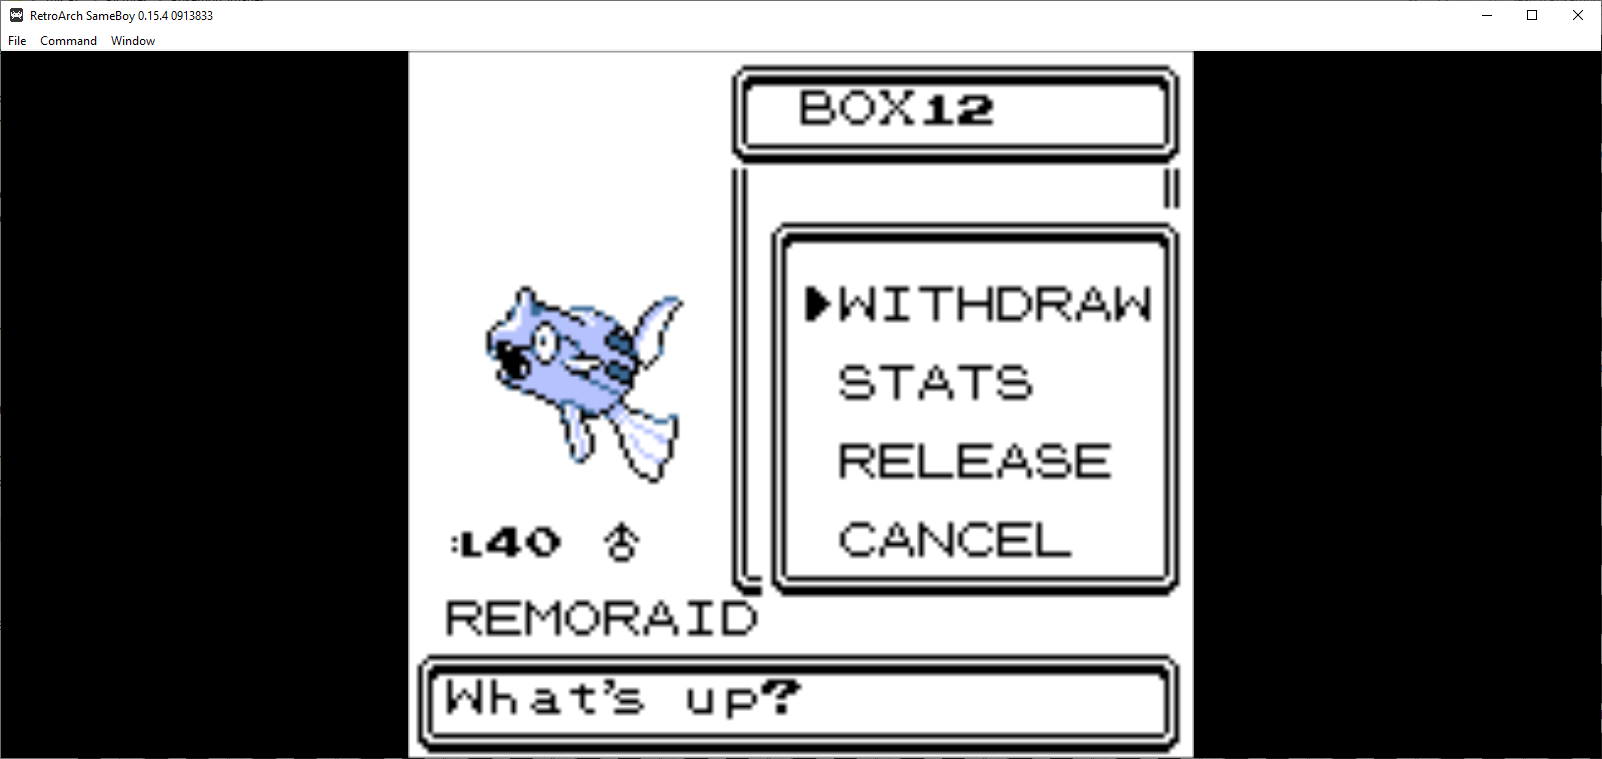 RetroArch SameBoy 0.15.4 0913833
File Command Window
BOX12
▶WITHDRAW
STATS
RELEASE
CANCEL
:L40 ♂
REMORAID
What's up?